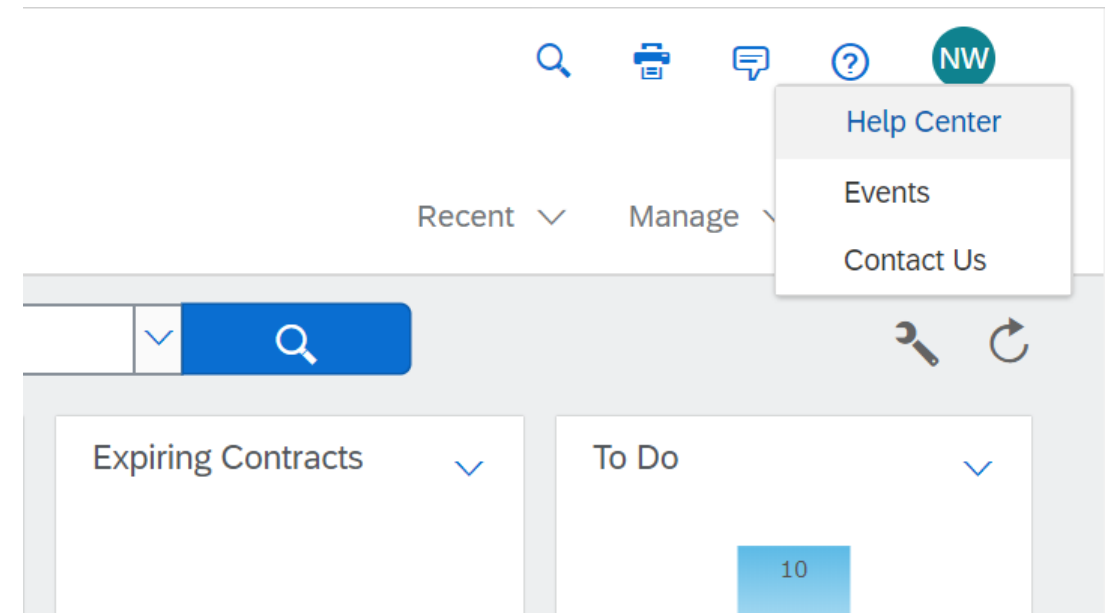 NW
Help Center
Events
Contact Us
Recent
Manage
Expiring Contracts
To Do
10